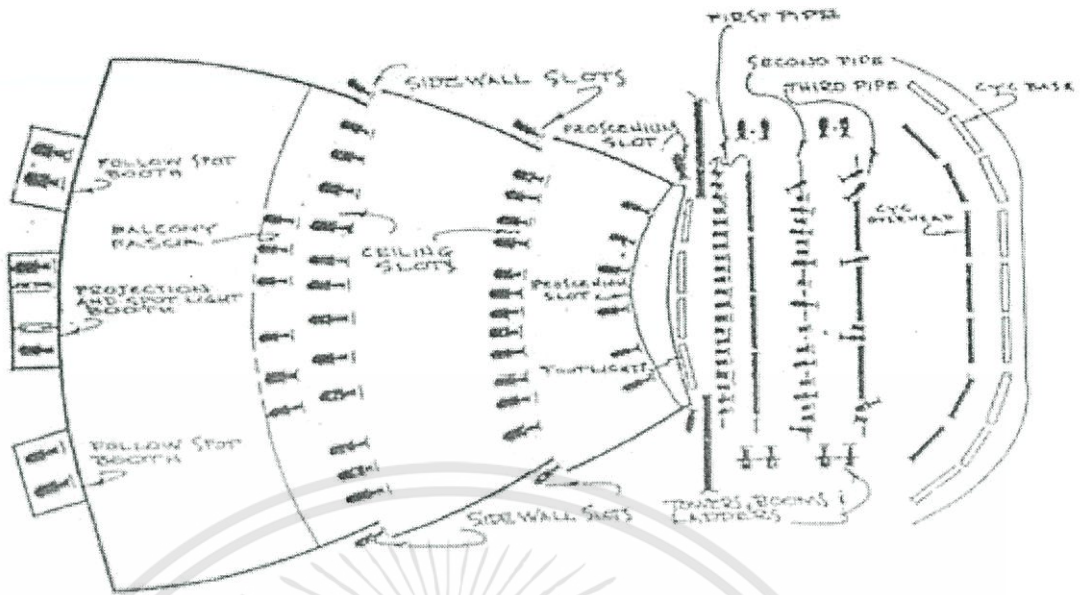 FIRST PIPE
SECOND PIPE
THIRD PIPE
CYC BASE
SIDEWALL SLOTS
PROSCENIUM
SLOT
FOLLOW SPOT
BOOTH
BALCONY
FASCIA
CEILING
SLOTS
CYC
OVERHEAD
PROJECTION
AND SPOT LIGHT
BOOTH
PROSCENIUM
SLOT
FOOTLIGHTS
FOLLOW SPOT
BOOTH
SIDEWALL SLOTS
TOWERS, BOOMS &
LADDERS